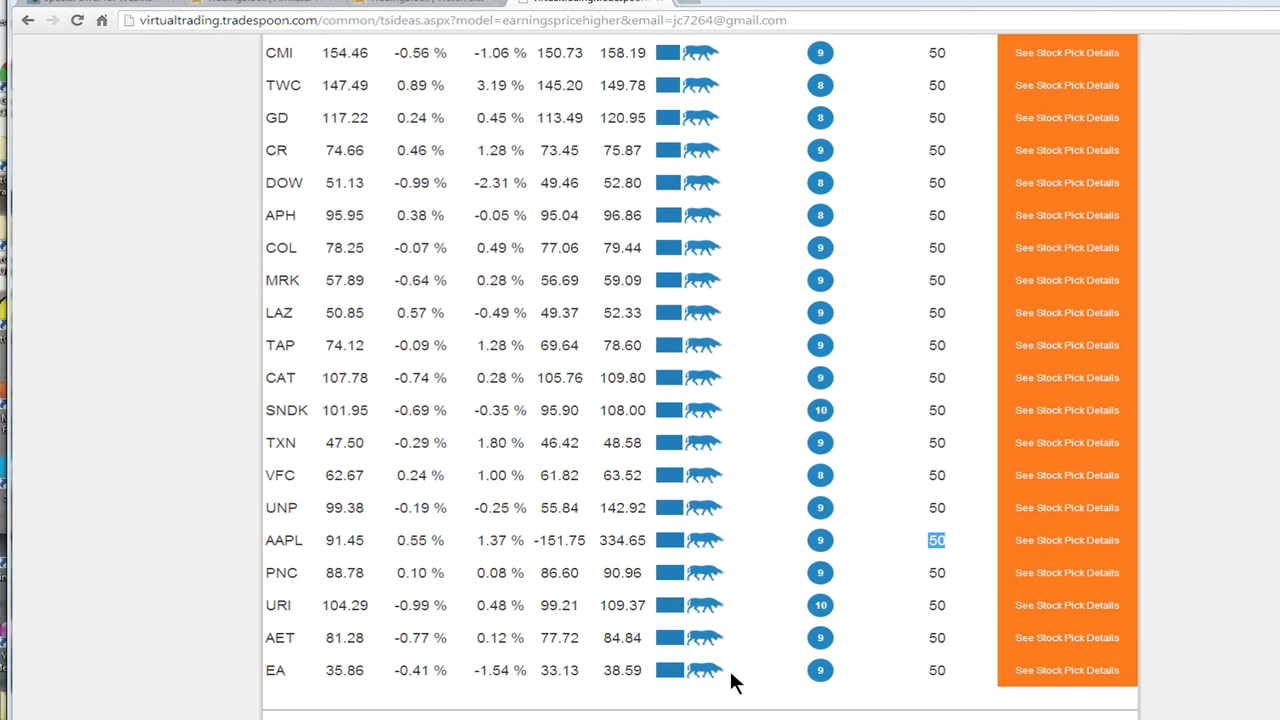 virtualtrading.tradespoon.com/common/tsideas.aspx?model=earningspricehigher&email=jc7264@gmail.com
CMI 154.46 -0.56 % -1.06 % 150.73 158.19 9 50 See Stock Pick Details
TWC 147.49 0.89 % 3.19 % 145.20 149.78 8 50 See Stock Pick Details
GD 117.22 0.24 % 0.45 % 113.49 120.95 8 50 See Stock Pick Details
CR 74.66 0.46 % 1.28 % 73.45 75.87 9 50 See Stock Pick Details
DOW 51.13 -0.99 % -2.31 % 49.46 52.80 8 50 See Stock Pick Details
APH 95.95 0.38 % -0.05 % 95.04 96.86 8 50 See Stock Pick Details
COL 78.25 -0.07 % 0.49 % 77.06 79.44 9 50 See Stock Pick Details
MRK 57.89 -0.64 % 0.28 % 56.69 59.09 9 50 See Stock Pick Details
LAZ 50.85 0.57 % -0.49 % 49.37 52.33 9 50 See Stock Pick Details
TAP 74.12 -0.09 % 1.28 % 69.64 78.60 9 50 See Stock Pick Details
CAT 107.78 -0.74 % 0.28 % 105.76 109.80 9 50 See Stock Pick Details
SNDK 101.95 -0.69 % -0.35 % 95.90 108.00 10 50 See Stock Pick Details
TXN 47.50 -0.29 % 1.80 % 46.42 48.58 9 50 See Stock Pick Details
VFC 62.67 0.24 % 1.00 % 61.82 63.52 8 50 See Stock Pick Details
UNP 99.38 -0.19 % -0.25 % 55.84 142.92 9 50 See Stock Pick Details
AAPL 91.45 0.55 % 1.37 % -151.75 334.65 9 50 See Stock Pick Details
PNC 88.78 0.10 % 0.08 % 86.60 90.96 9 50 See Stock Pick Details
URI 104.29 -0.99 % 0.48 % 99.21 109.37 10 50 See Stock Pick Details
AET 81.28 -0.77 % 0.12 % 77.72 84.84 9 50 See Stock Pick Details
EA 35.86 -0.41 % -1.54 % 33.13 38.59 9 50 See Stock Pick Details